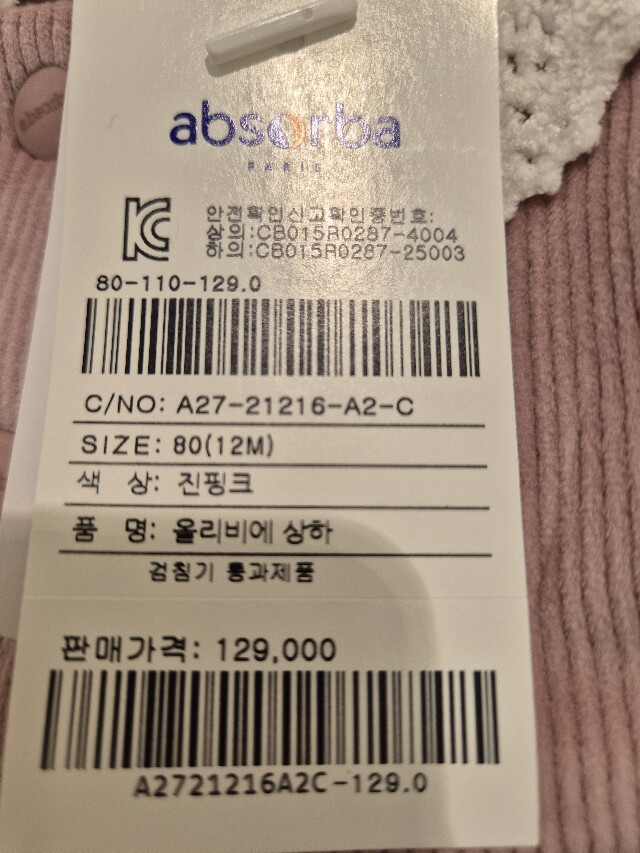 absorba
PARIS
안전확인신고확인증번호:
상의:CB015R0287-4004
하의:CB015R0287-25003
80-110-129.0
C/NO: A27-21216-A2-C
SIZE: 80(12M)
색 상: 진핑크
품 명: 올리비에 상하
검침기 통과제품
판매가격: 129,000
A2721216A2C-129.0